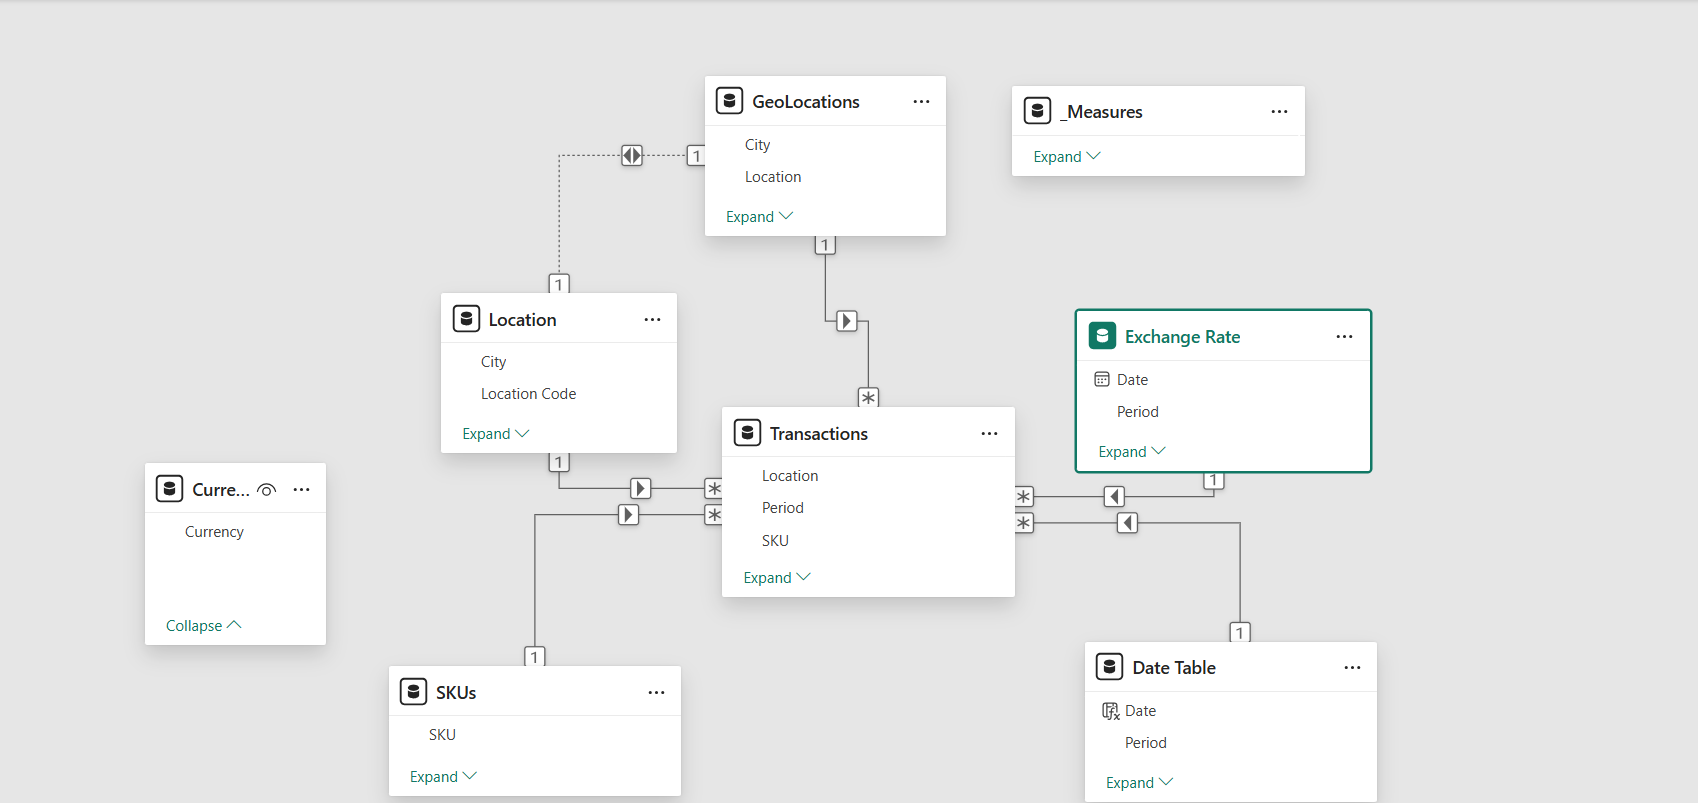 GeoLocations
City
Location
Expand
1
1
_Measures
Expand
1
Location
City
Location Code
Expand
1
*
Exchange Rate
Date
Period
Expand
1
Transactions
Location
Period
SKU
Expand
*
*
*
*
Curre...
Currency
Collapse
1
SKUs
SKU
Expand
1
Date Table
Date
Period
Expand